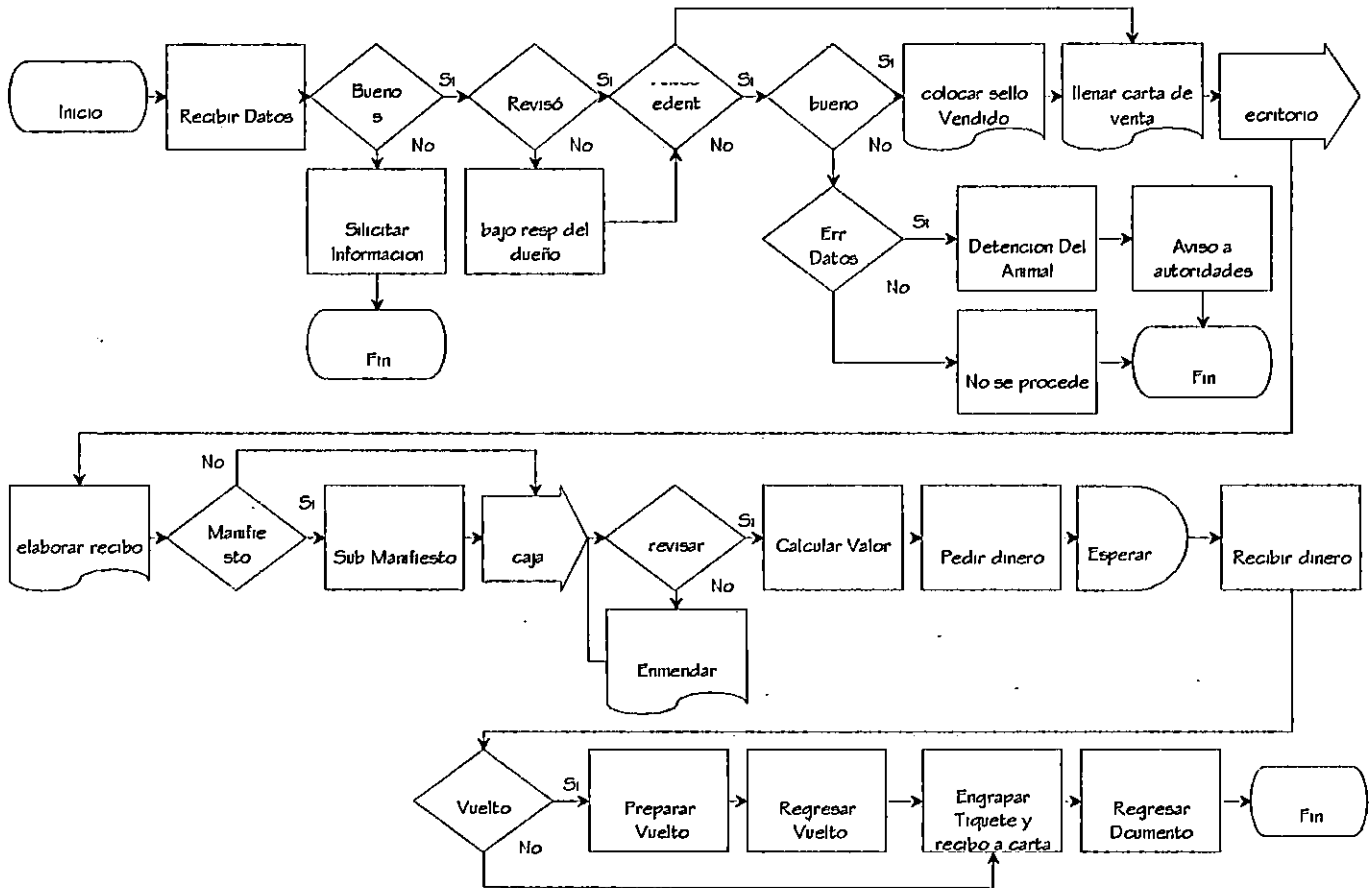 Inicio
Recibir Datos
Bueno
s
Si
No
Revisó
Si
No
edent
Si
No
bueno
Si
No
colocar sello
Vendido
llenar carta de
venta
ecritorio
Silicitar
Informacion
bajo resp del
dueño
Err
Datos
Si
No
Detencion Del
Animal
Aviso a
autoridades
Fin
No se procede
Fin
elaborar recibo
No
Manifie
sto
Si
Sub Manifiesto
caja
revisar
Si
No
Calcular Valor
Pedir dinero
Esperar
Recibir dinero
Enmendar
Vuelto
Si
No
Preparar
Vuelto
Regresar
Vuelto
Engrapar
Tiquete y
recibo a carta
Regresar
Dcumento
Fin